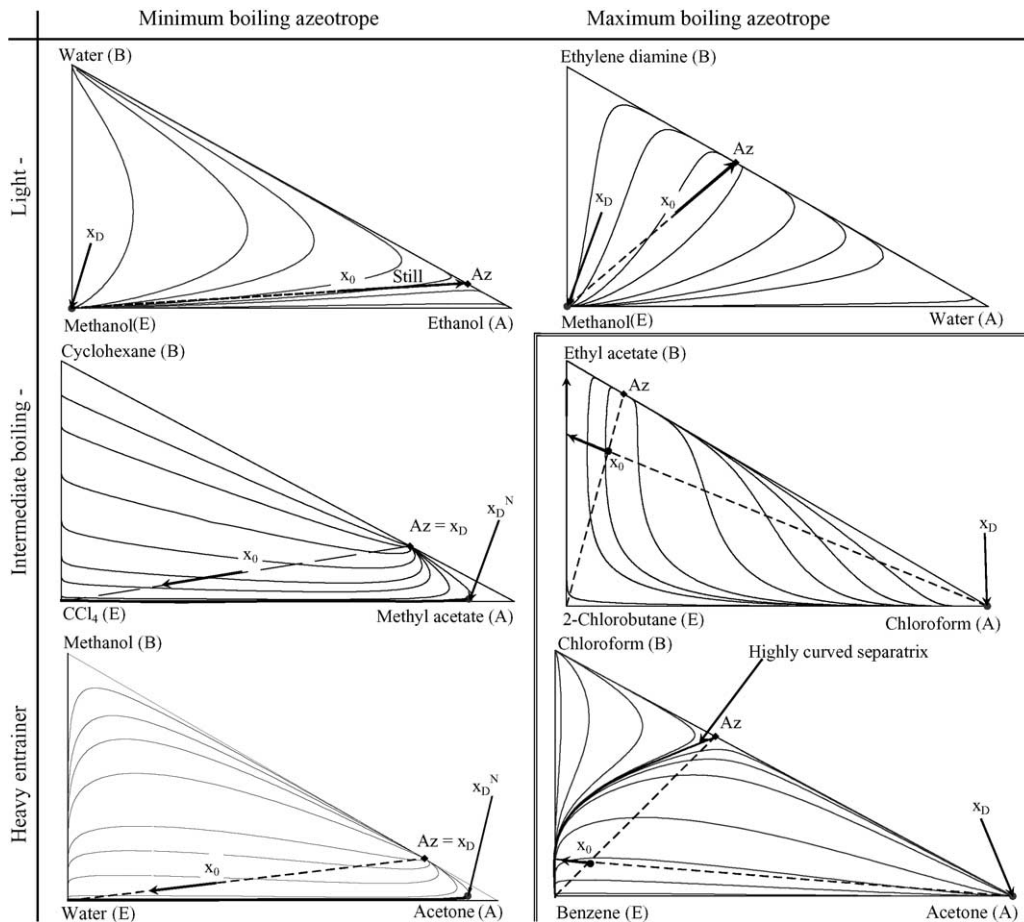 Minimum boiling azeotrope
Maximum boiling azeotrope
Light -
Water (B)
x_D
x_0
Still
Az
Methanol(E)
Ethanol (A)
Ethylene diamine (B)
Az
x_D
x_0
Methanol(E)
Water (A)
Intermediate boiling -
Cyclohexane (B)
x_D^N
Az = x_D
x_0
CCl_4 (E)
Methyl acetate (A)
Ethyl acetate (B)
Az
x_0
x_D
2-Chlorobutane (E)
Chloroform (A)
Heavy entrainer
Methanol (B)
x_D^N
Az = x_D
x_0
Water (E)
Acetone (A)
Chloroform (B)
Highly curved separatrix
Az
x_D
x_0
Benzene (E)
Acetone (A)